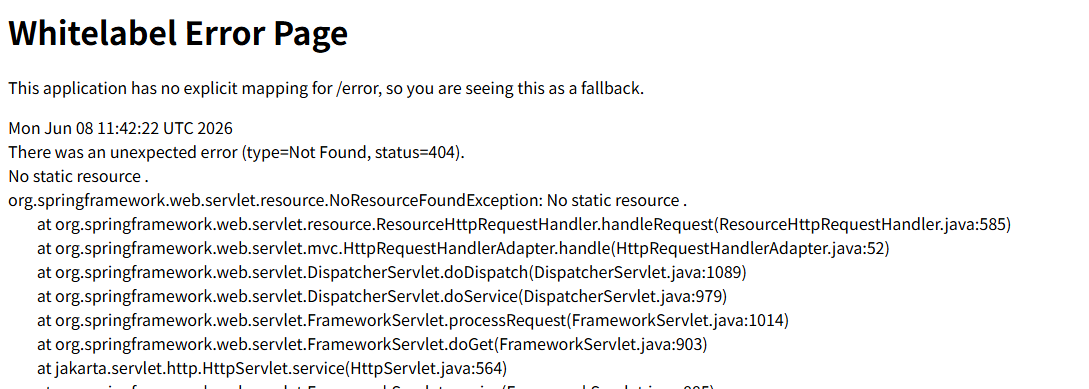 Whitelabel Error Page
This application has no explicit mapping for /error, so you are seeing this as a fallback.
Mon Jun 08 11:42:22 UTC 2026
There was an unexpected error (type=Not Found, status=404).
No static resource .
org.springframework.web.servlet.resource.NoResourceFoundException: No static resource .
at org.springframework.web.servlet.resource.ResourceHttpRequestHandler.handleRequest(ResourceHttpRequestHandler.java:585)
at org.springframework.web.servlet.mvc.HttpRequestHandlerAdapter.handle(HttpRequestHandlerAdapter.java:52)
at org.springframework.web.servlet.DispatcherServlet.doDispatch(DispatcherServlet.java:1089)
at org.springframework.web.servlet.DispatcherServlet.doService(DispatcherServlet.java:979)
at org.springframework.web.servlet.FrameworkServlet.processRequest(FrameworkServlet.java:1014)
at org.springframework.web.servlet.FrameworkServlet.doGet(FrameworkServlet.java:903)
at jakarta.servlet.http.HttpServlet.service(HttpServlet.java:564)